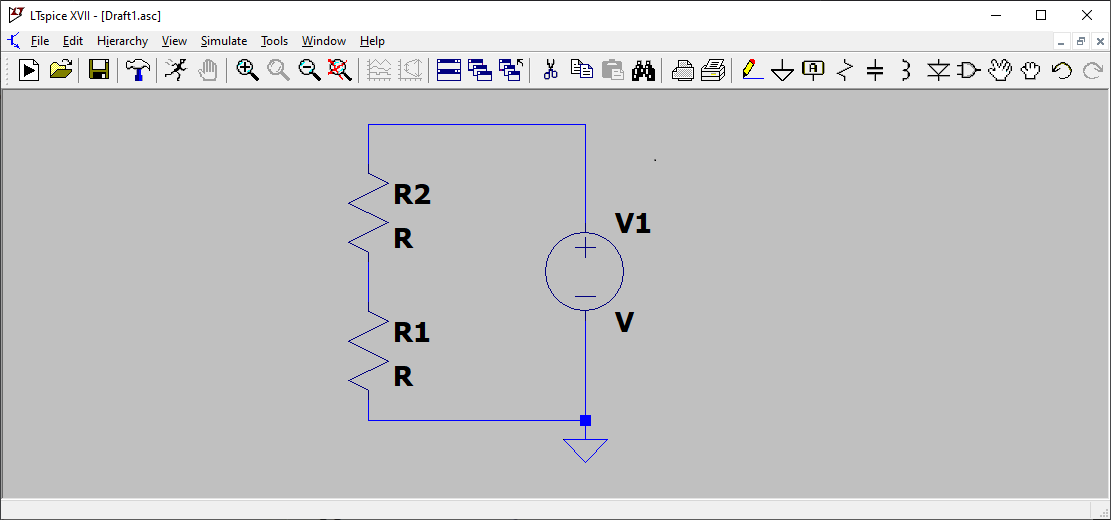 LTspice XVII - [Draft1.asc]
File Edit Hierarchy View Simulate Tools Window Help
A
R2
R
V1
V
R1
R